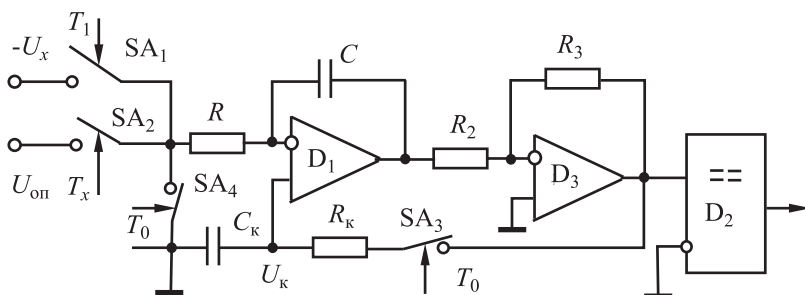 T₁
-Uₓ
SA₁
SA₂
Uоп
Tₓ
R
C
D₁
R₂
R₃
D₃
==
D₂
SA₄
T₀
Cк
Uк
Rк
SA₃
T₀